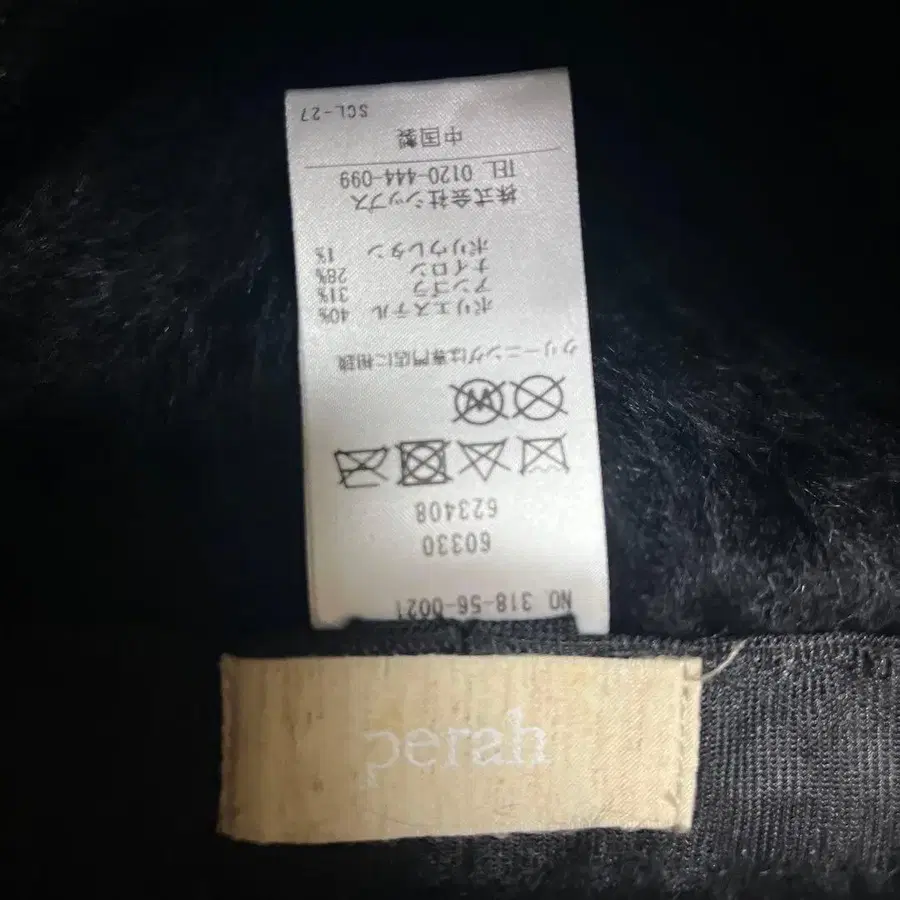 NO. 318-56-0021
60330
623408
クリーニングは専門店に相談
ポリエステル 40%
アンゴラ 31%
ナイロン 28%
ポリウレタン 1%
株式会社シップス
TEL 0120-444-099
中国製
SCL-27
perah